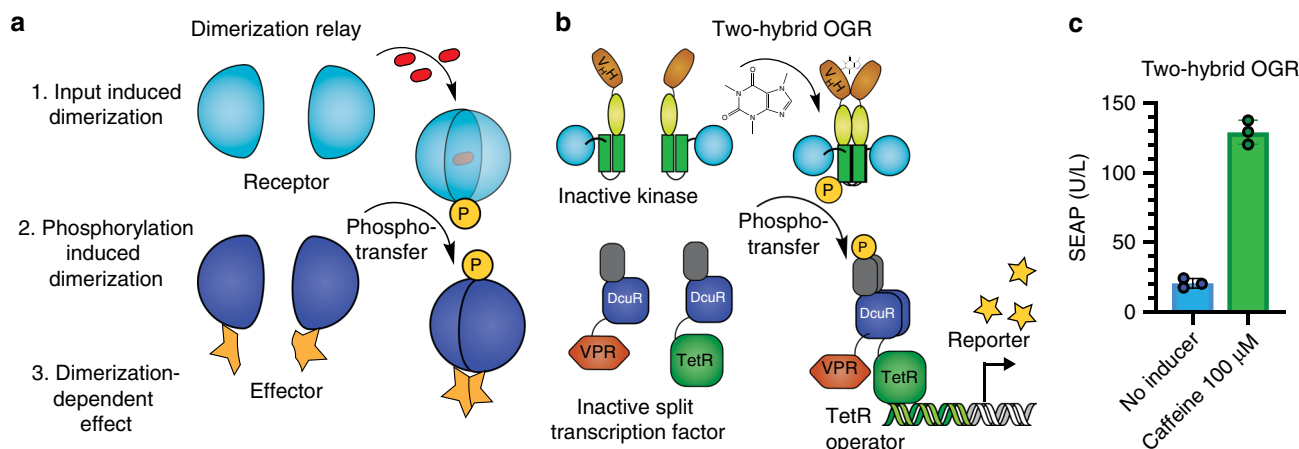 a
Dimerization relay
1. Input induced
dimerization
Receptor
P
2. Phosphorylation
induced
dimerization
Phospho-
transfer
P
3. Dimerization-
dependent
effect
Effector
b
Two-hybrid OGR
VHH
VHH
O
O
N
N
N
N
Inactive kinase
P
Phospho-
transfer
P
DcuR
DcuR
DcuR
VPR
TetR
VPR
TetR
Reporter
Inactive split
transcription factor
TetR
operator
c
Two-hybrid OGR
SEAP (U/L)
150
100
50
0
No inducer
Caffeine 100 µM